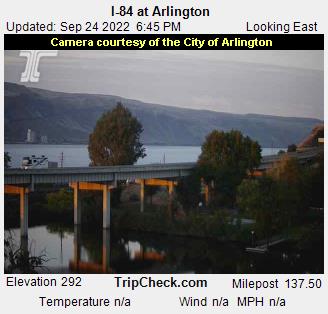 I-84 at Arlington
Updated: Sep 24 2022 6:45 PM Looking East
Camera courtesy of the City of Arlington
Elevation 292 TripCheck.com Milepost 137.50
Temperature n/a Wind n/a MPH n/a